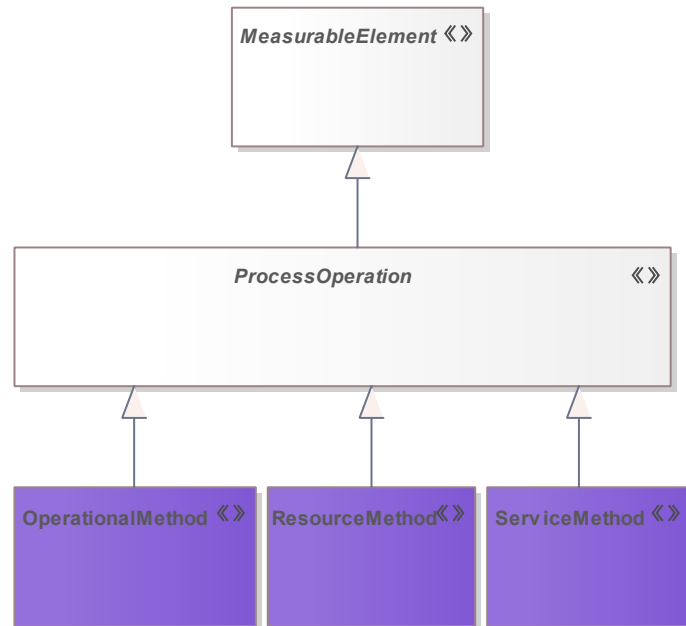 MeasurableElement «»
ProcessOperation «»
OperationalMethod «»
ResourceMethod «»
ServiceMethod «»